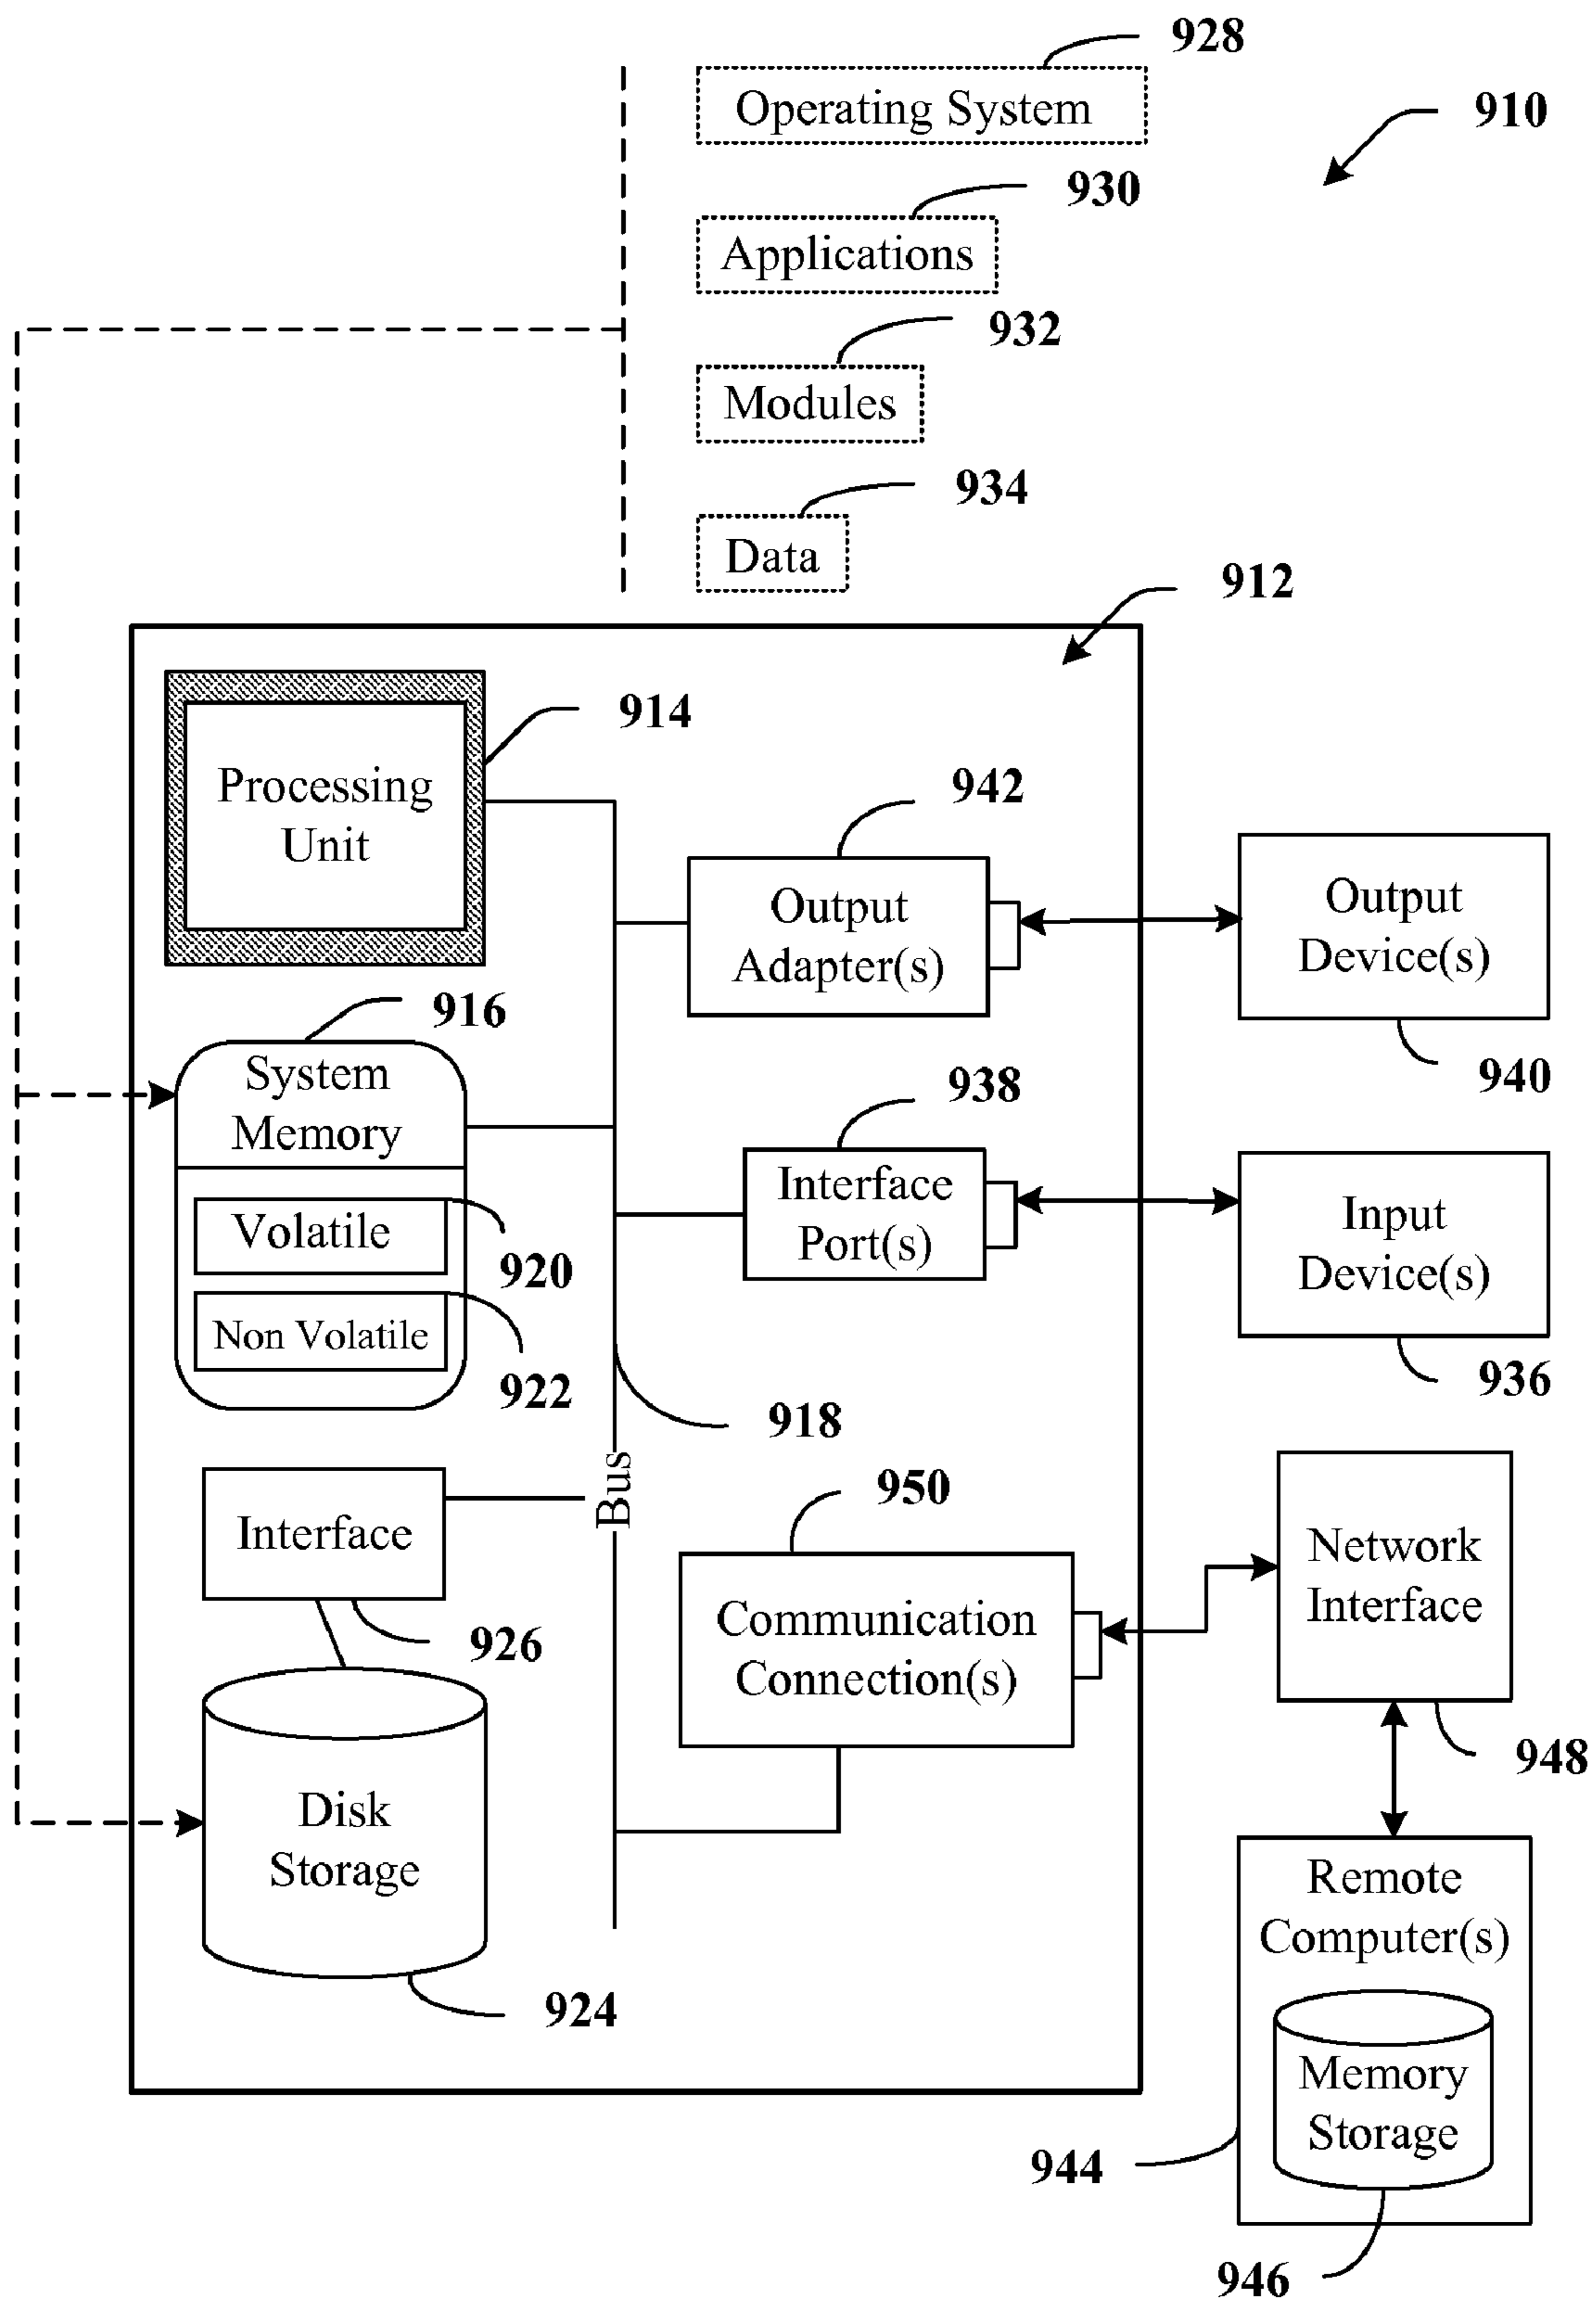 928
Operating System
910
930
Applications
932
Modules
934
Data
912
914
Processing
Unit
942
Output
Adapter(s)
Output
Device(s)
940
916
System
Memory
938
Interface
Port(s)
Input
Device(s)
936
Volatile
920
Non Volatile
922
918
Bus
950
Interface
926
Communication
Connection(s)
Network
Interface
948
Disk
Storage
924
Remote
Computer(s)
Memory
Storage
944
946